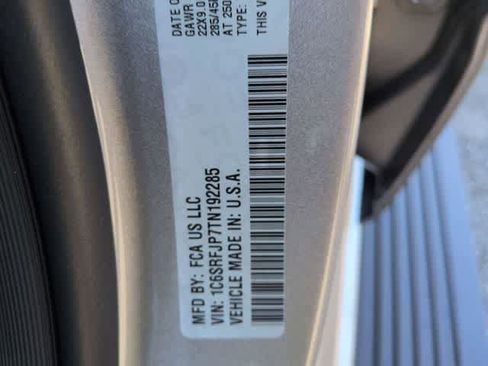 MFD BY: FCA US LLC
VIN: 1C6SRFJP7TN192285
VEHICLE MADE IN: U.S.A.
DATE O
GAWR
22X9.0
285/45R
AT 250
TYPE:
THIS V